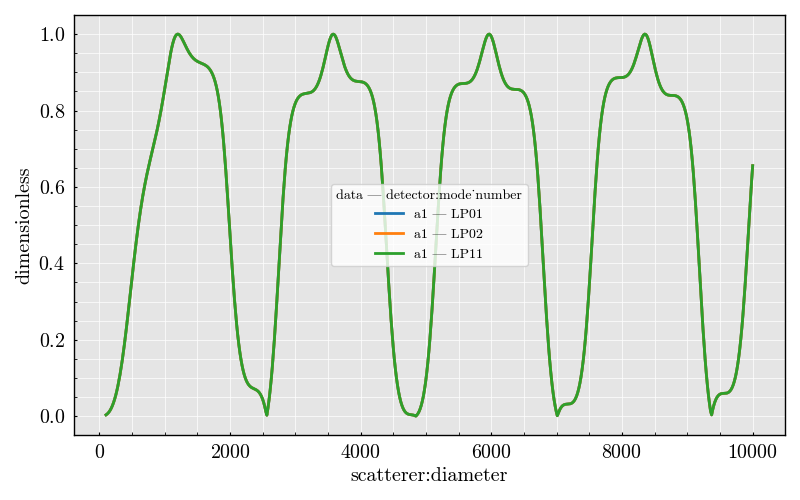 1.0
0.8
0.6
0.4
0.2
0.0
dimensionless
data — detector:mode˙number
a1 — LP01
a1 — LP02
a1 — LP11
0 2000 4000 6000 8000 10000
scatterer:diameter